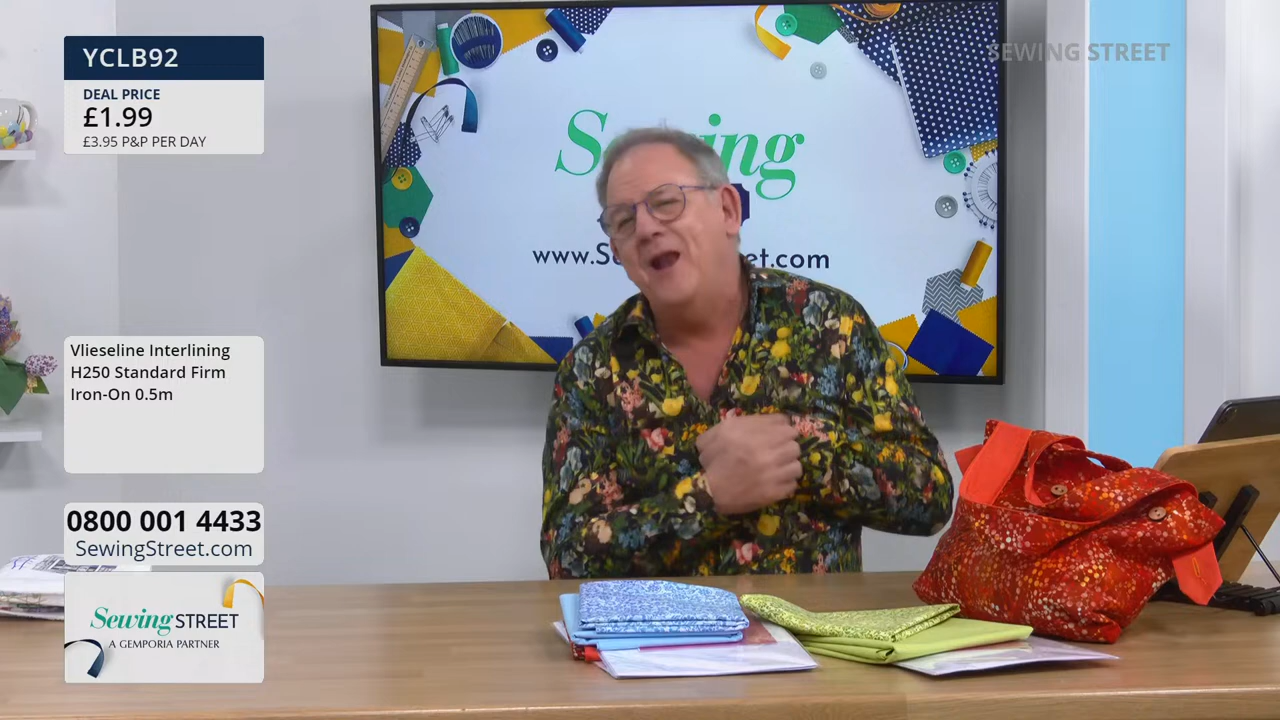 YCLB92
DEAL PRICE
£1.99
£3.95 P&P PER DAY
Vlieseline Interlining
H250 Standard Firm
Iron-On 0.5m
0800 001 4433
SewingStreet.com
Sewing STREET
A GEMPORIA PARTNER
SEWING STREET